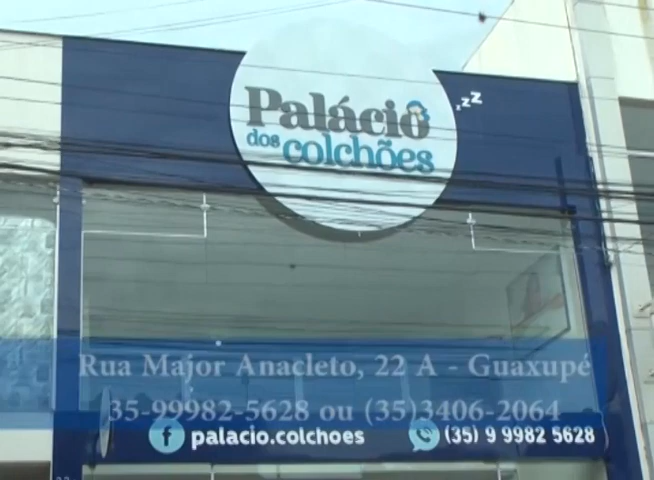 Palácio
zzZ
dos
colchões
Rua Major Anacleto, 22 A - Guaxupé
35-99982-5628 ou (35)3406-2064
palacio.colchoes
(35) 9 9982 5628